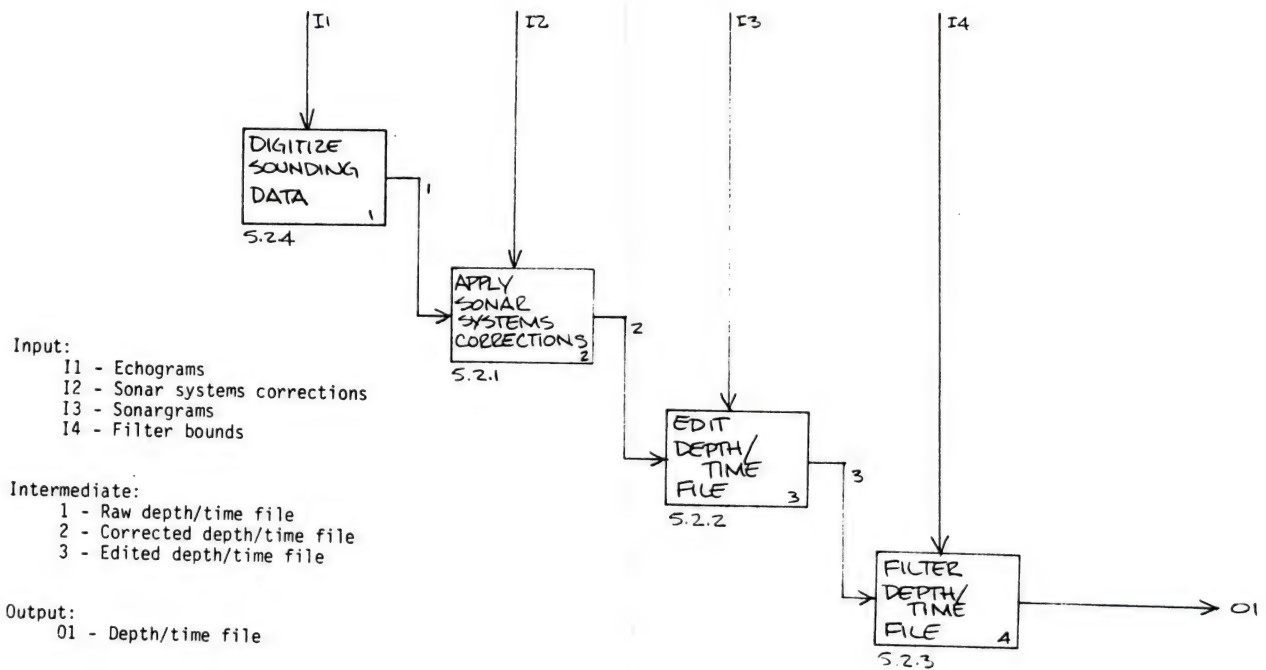 I1
I2
I3
I4
DIGITIZE
SOUNDING
DATA
1
5.2.4
1
APPLY
SONAR
SYSTEMS
CORRECTIONS
2
5.2.1
2
EDIT
DEPTH/
TIME
FILE
3
5.2.2
3
FILTER
DEPTH/
TIME
FILE
4
5.2.3
O1
Input:
I1 - Echograms
I2 - Sonar systems corrections
I3 - Sonargrams
I4 - Filter bounds
Intermediate:
1 - Raw depth/time file
2 - Corrected depth/time file
3 - Edited depth/time file
Output:
O1 - Depth/time file